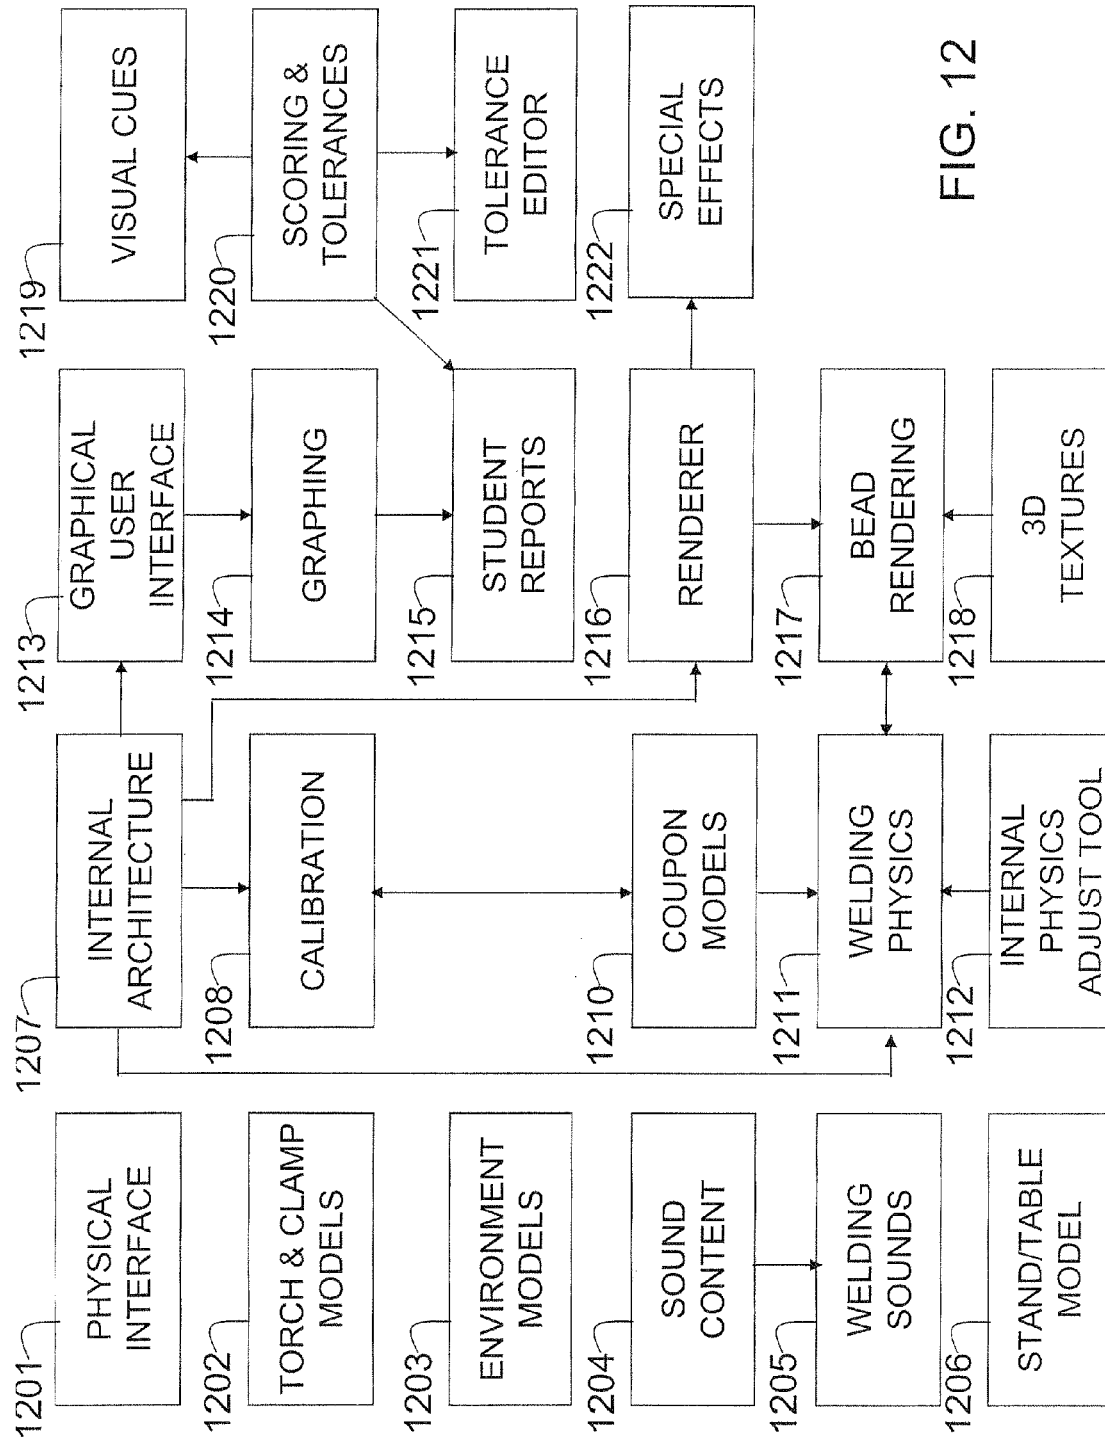 1201
PHYSICAL
INTERFACE
1202
TORCH & CLAMP
MODELS
1203
ENVIRONMENT
MODELS
1204
SOUND
CONTENT
1205
WELDING
SOUNDS
1206
STAND/TABLE
MODEL
1207
INTERNAL
ARCHITECTURE
1208
CALIBRATION
1210
COUPON
MODELS
1211
WELDING
PHYSICS
1212
INTERNAL
PHYSICS
ADJUST TOOL
1213
GRAPHICAL
USER
INTERFACE
1214
GRAPHING
1215
STUDENT
REPORTS
1216
RENDERER
1217
BEAD
RENDERING
1218
3D
TEXTURES
1219
VISUAL CUES
1220
SCORING &
TOLERANCES
1221
TOLERANCE
EDITOR
1222
SPECIAL
EFFECTS
FIG. 12